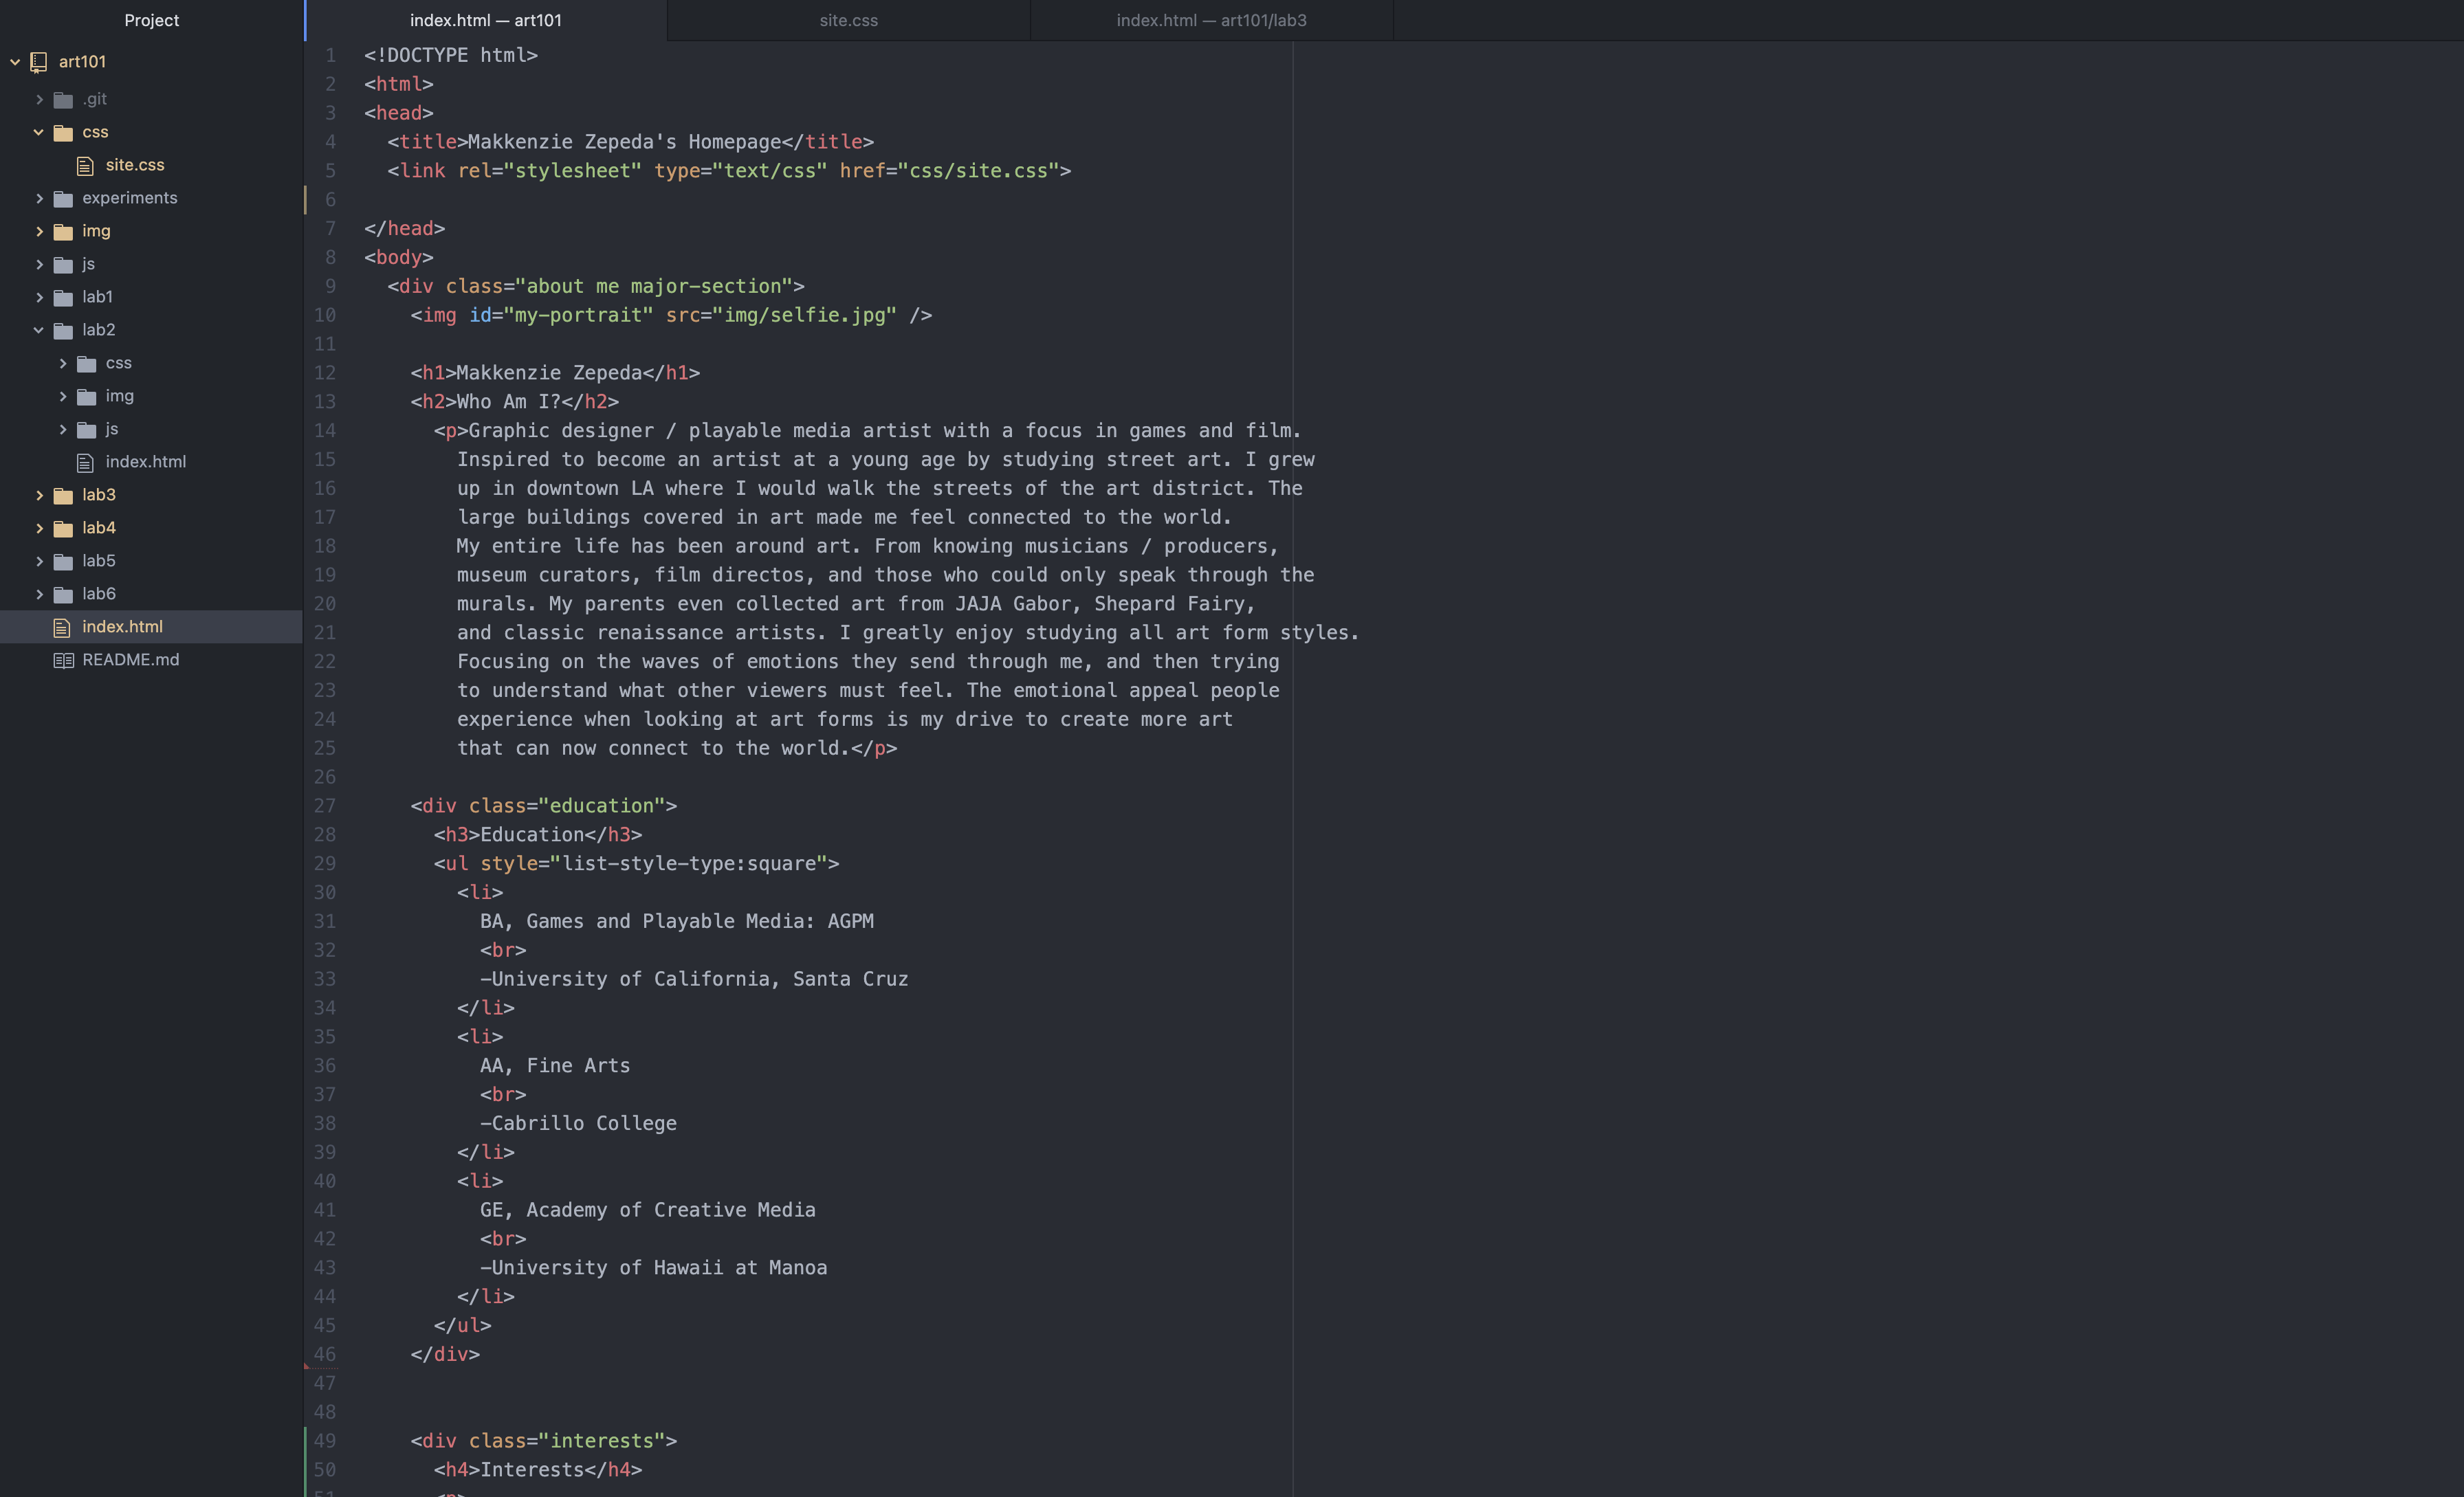 Project
art101
.git
css
site.css
experiments
img
js
lab1
lab2
css
img
js
index.html
lab3
lab4
lab5
lab6
index.html
README.md
index.html — art101
site.css
index.html — art101/lab3
1 <!DOCTYPE html>
2 <html>
3 <head>
4 <title>Makkenzie Zepeda's Homepage</title>
5 <link rel="stylesheet" type="text/css" href="css/site.css">
6
7 </head>
8 <body>
9 <div class="about me major-section">
10 <img id="my-portrait" src="img/selfie.jpg" />
11
12 <h1>Makkenzie Zepeda</h1>
13 <h2>Who Am I?</h2>
14 <p>Graphic designer / playable media artist with a focus in games and film.
15 Inspired to become an artist at a young age by studying street art. I grew
16 up in downtown LA where I would walk the streets of the art district. The
17 large buildings covered in art made me feel connected to the world.
18 My entire life has been around art. From knowing musicians / producers,
19 museum curators, film directos, and those who could only speak through the
20 murals. My parents even collected art from JAJA Gabor, Shepard Fairy,
21 and classic renaissance artists. I greatly enjoy studying all art form styles.
22 Focusing on the waves of emotions they send through me, and then trying
23 to understand what other viewers must feel. The emotional appeal people
24 experience when looking at art forms is my drive to create more art
25 that can now connect to the world.</p>
26
27 <div class="education">
28 <h3>Education</h3>
29 <ul style="list-style-type:square">
30 <li>
31 BA, Games and Playable Media: AGPM
32 <br>
33 -University of California, Santa Cruz
34 </li>
35 <li>
36 AA, Fine Arts
37 <br>
38 -Cabrillo College
39 </li>
40 <li>
41 GE, Academy of Creative Media
42 <br>
43 -University of Hawaii at Manoa
44 </li>
45 </ul>
46 </div>
47
48
49 <div class="interests">
50 <h4>Interests</h4>
51 <p>